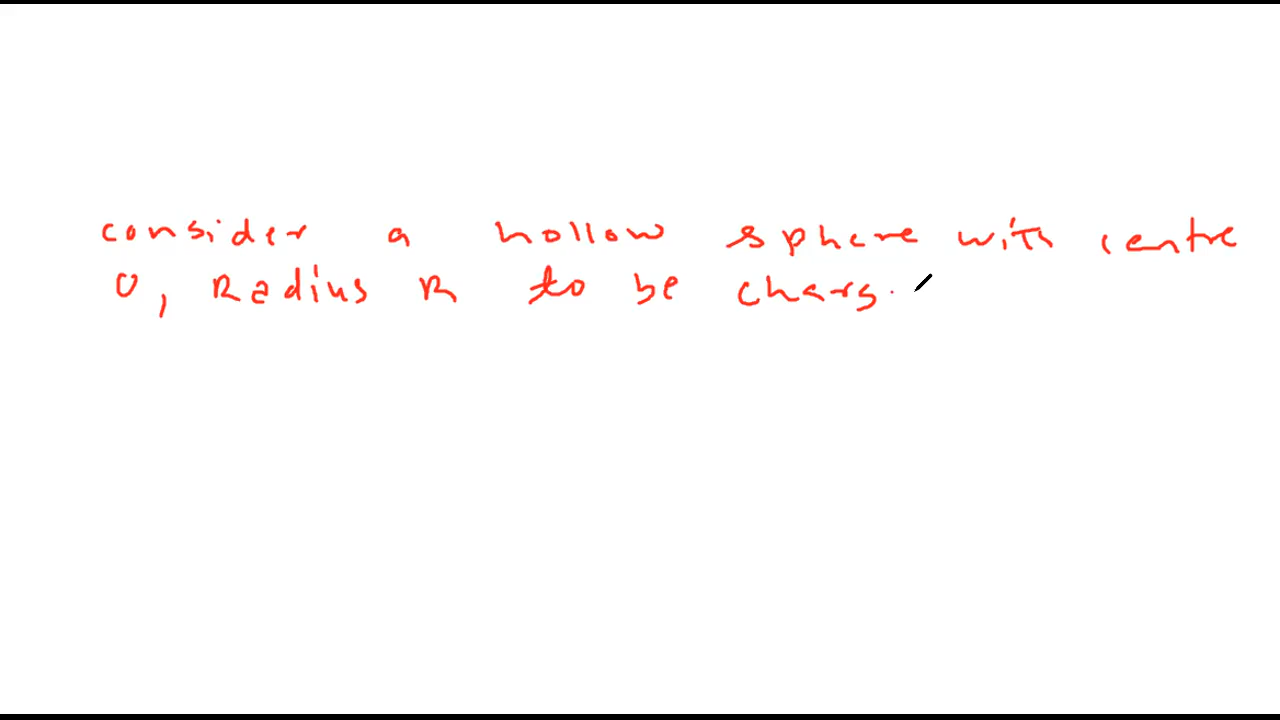 consider a hollow sphere with centre
O, Radius R to be charg